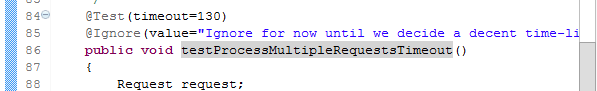 84 @Test(timeout=130)
85 @Ignore(value="Ignore for now until we decide a decent time-li
86 public void testProcessMultipleRequestsTimeout()
87 {
88 Request request;